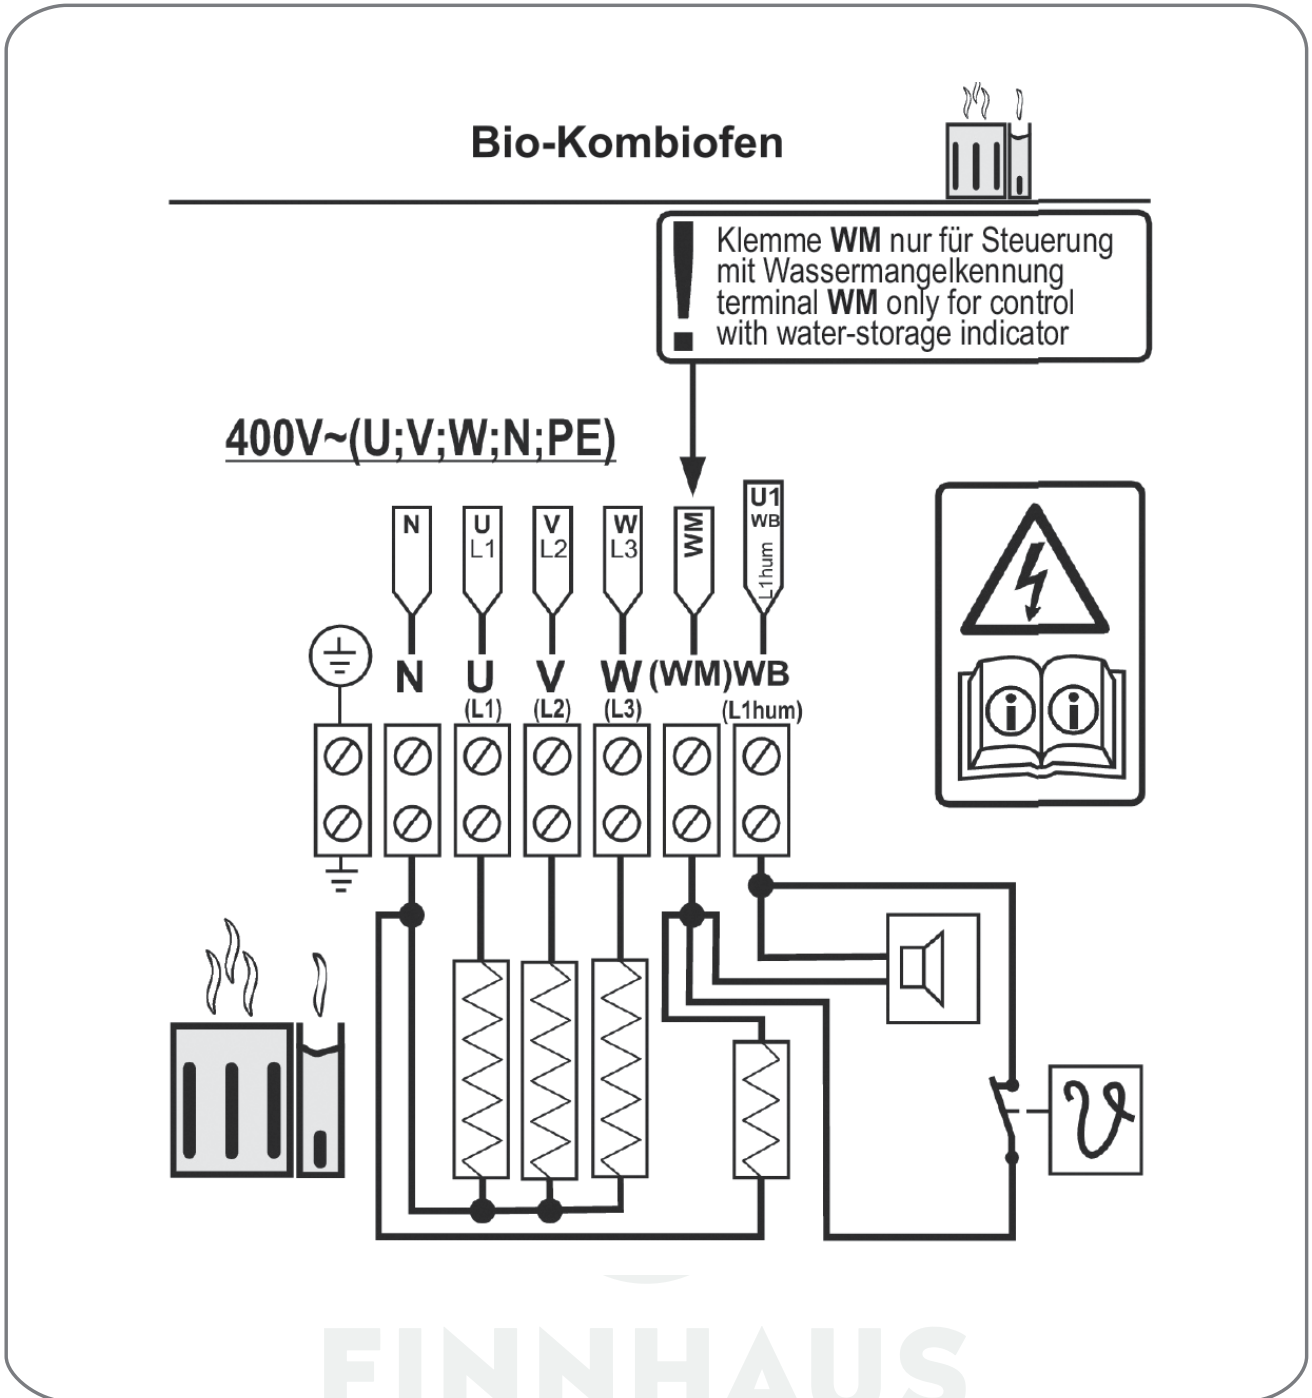 Bio-Kombiofen
Klemme WM nur für Steuerung
mit Wassermangelkennung
terminal WM only for control
with water-storage indicator
400V~(U;V;W;N;PE)
N
U
L1
V
L2
W
L3
WM
U1
WB
L1hum
N
U
V
W
(WM)
WB
(L1)
(L2)
(L3)
(L1hum)
FINNHAUS